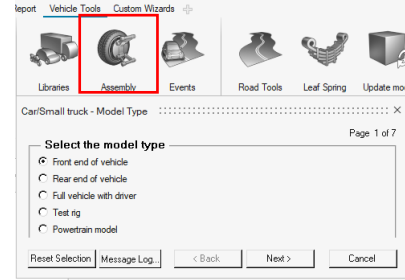 Report Vehicle Tools Custom Wizards
Libraries Assembly Events Road Tools Leaf Spring Update mo
Car/Small truck - Model Type
Page 1 of 7
Select the model type
Front end of vehicle
Rear end of vehicle
Full vehicle with driver
Test rig
Powertrain model
Reset Selection Message Log... < Back Next > Cancel